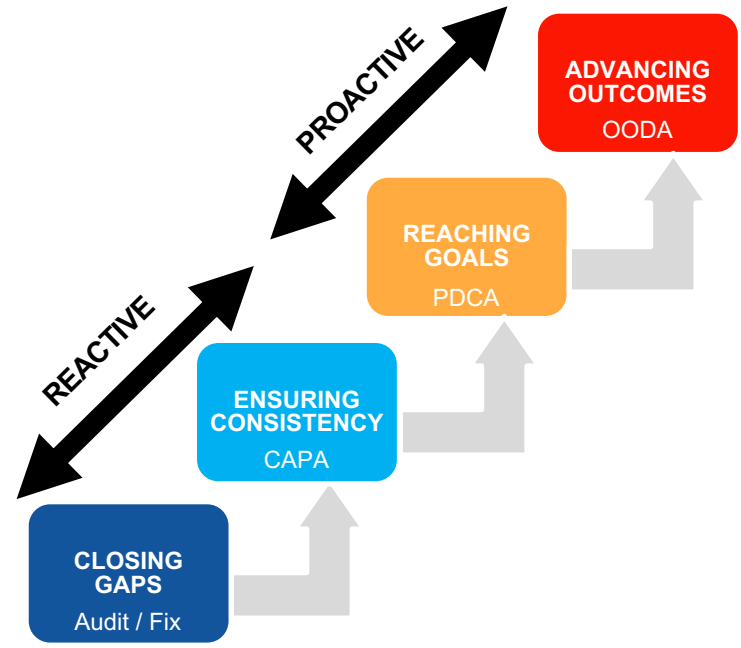 ADVANCING
OUTCOMES
OODA
PROACTIVE
REACHING
GOALS
PDCA
REACTIVE
ENSURING
CONSISTENCY
CAPA
CLOSING
GAPS
Audit / Fix